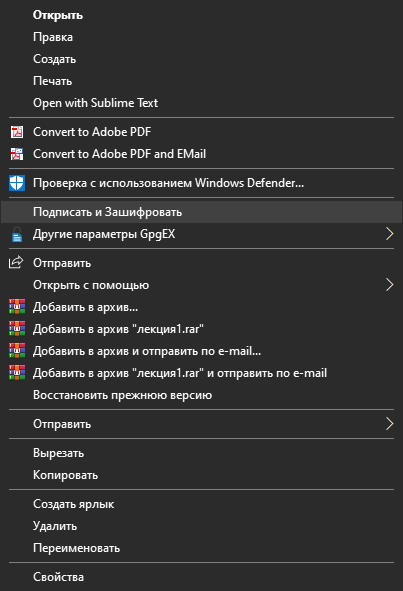 Открыть
Правка
Создать
Печать
Open with Sublime Text
Convert to Adobe PDF
Convert to Adobe PDF and EMail
Проверка с использованием Windows Defender...
Подписать и Зашифровать
Другие параметры GpgEX
Отправить
Открыть с помощью
Добавить в архив...
Добавить в архив "лекция1.rar"
Добавить в архив и отправить по e-mail...
Добавить в архив "лекция1.rar" и отправить по e-mail
Восстановить прежнюю версию
Отправить
Вырезать
Копировать
Создать ярлык
Удалить
Переименовать
Свойства